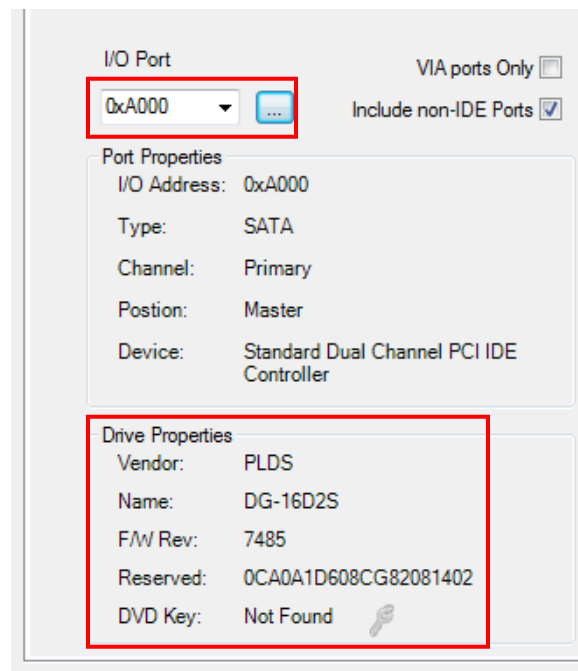 I/O Port
VIA ports Only
0xA000
...
Include non-IDE Ports
Port Properties
I/O Address: 0xA000
Type: SATA
Channel: Primary
Postion: Master
Device: Standard Dual Channel PCI IDE
Controller
Drive Properties
Vendor: PLDS
Name: DG-16D2S
F/W Rev: 7485
Reserved: 0CA0A1D608CG82081402
DVD Key: Not Found